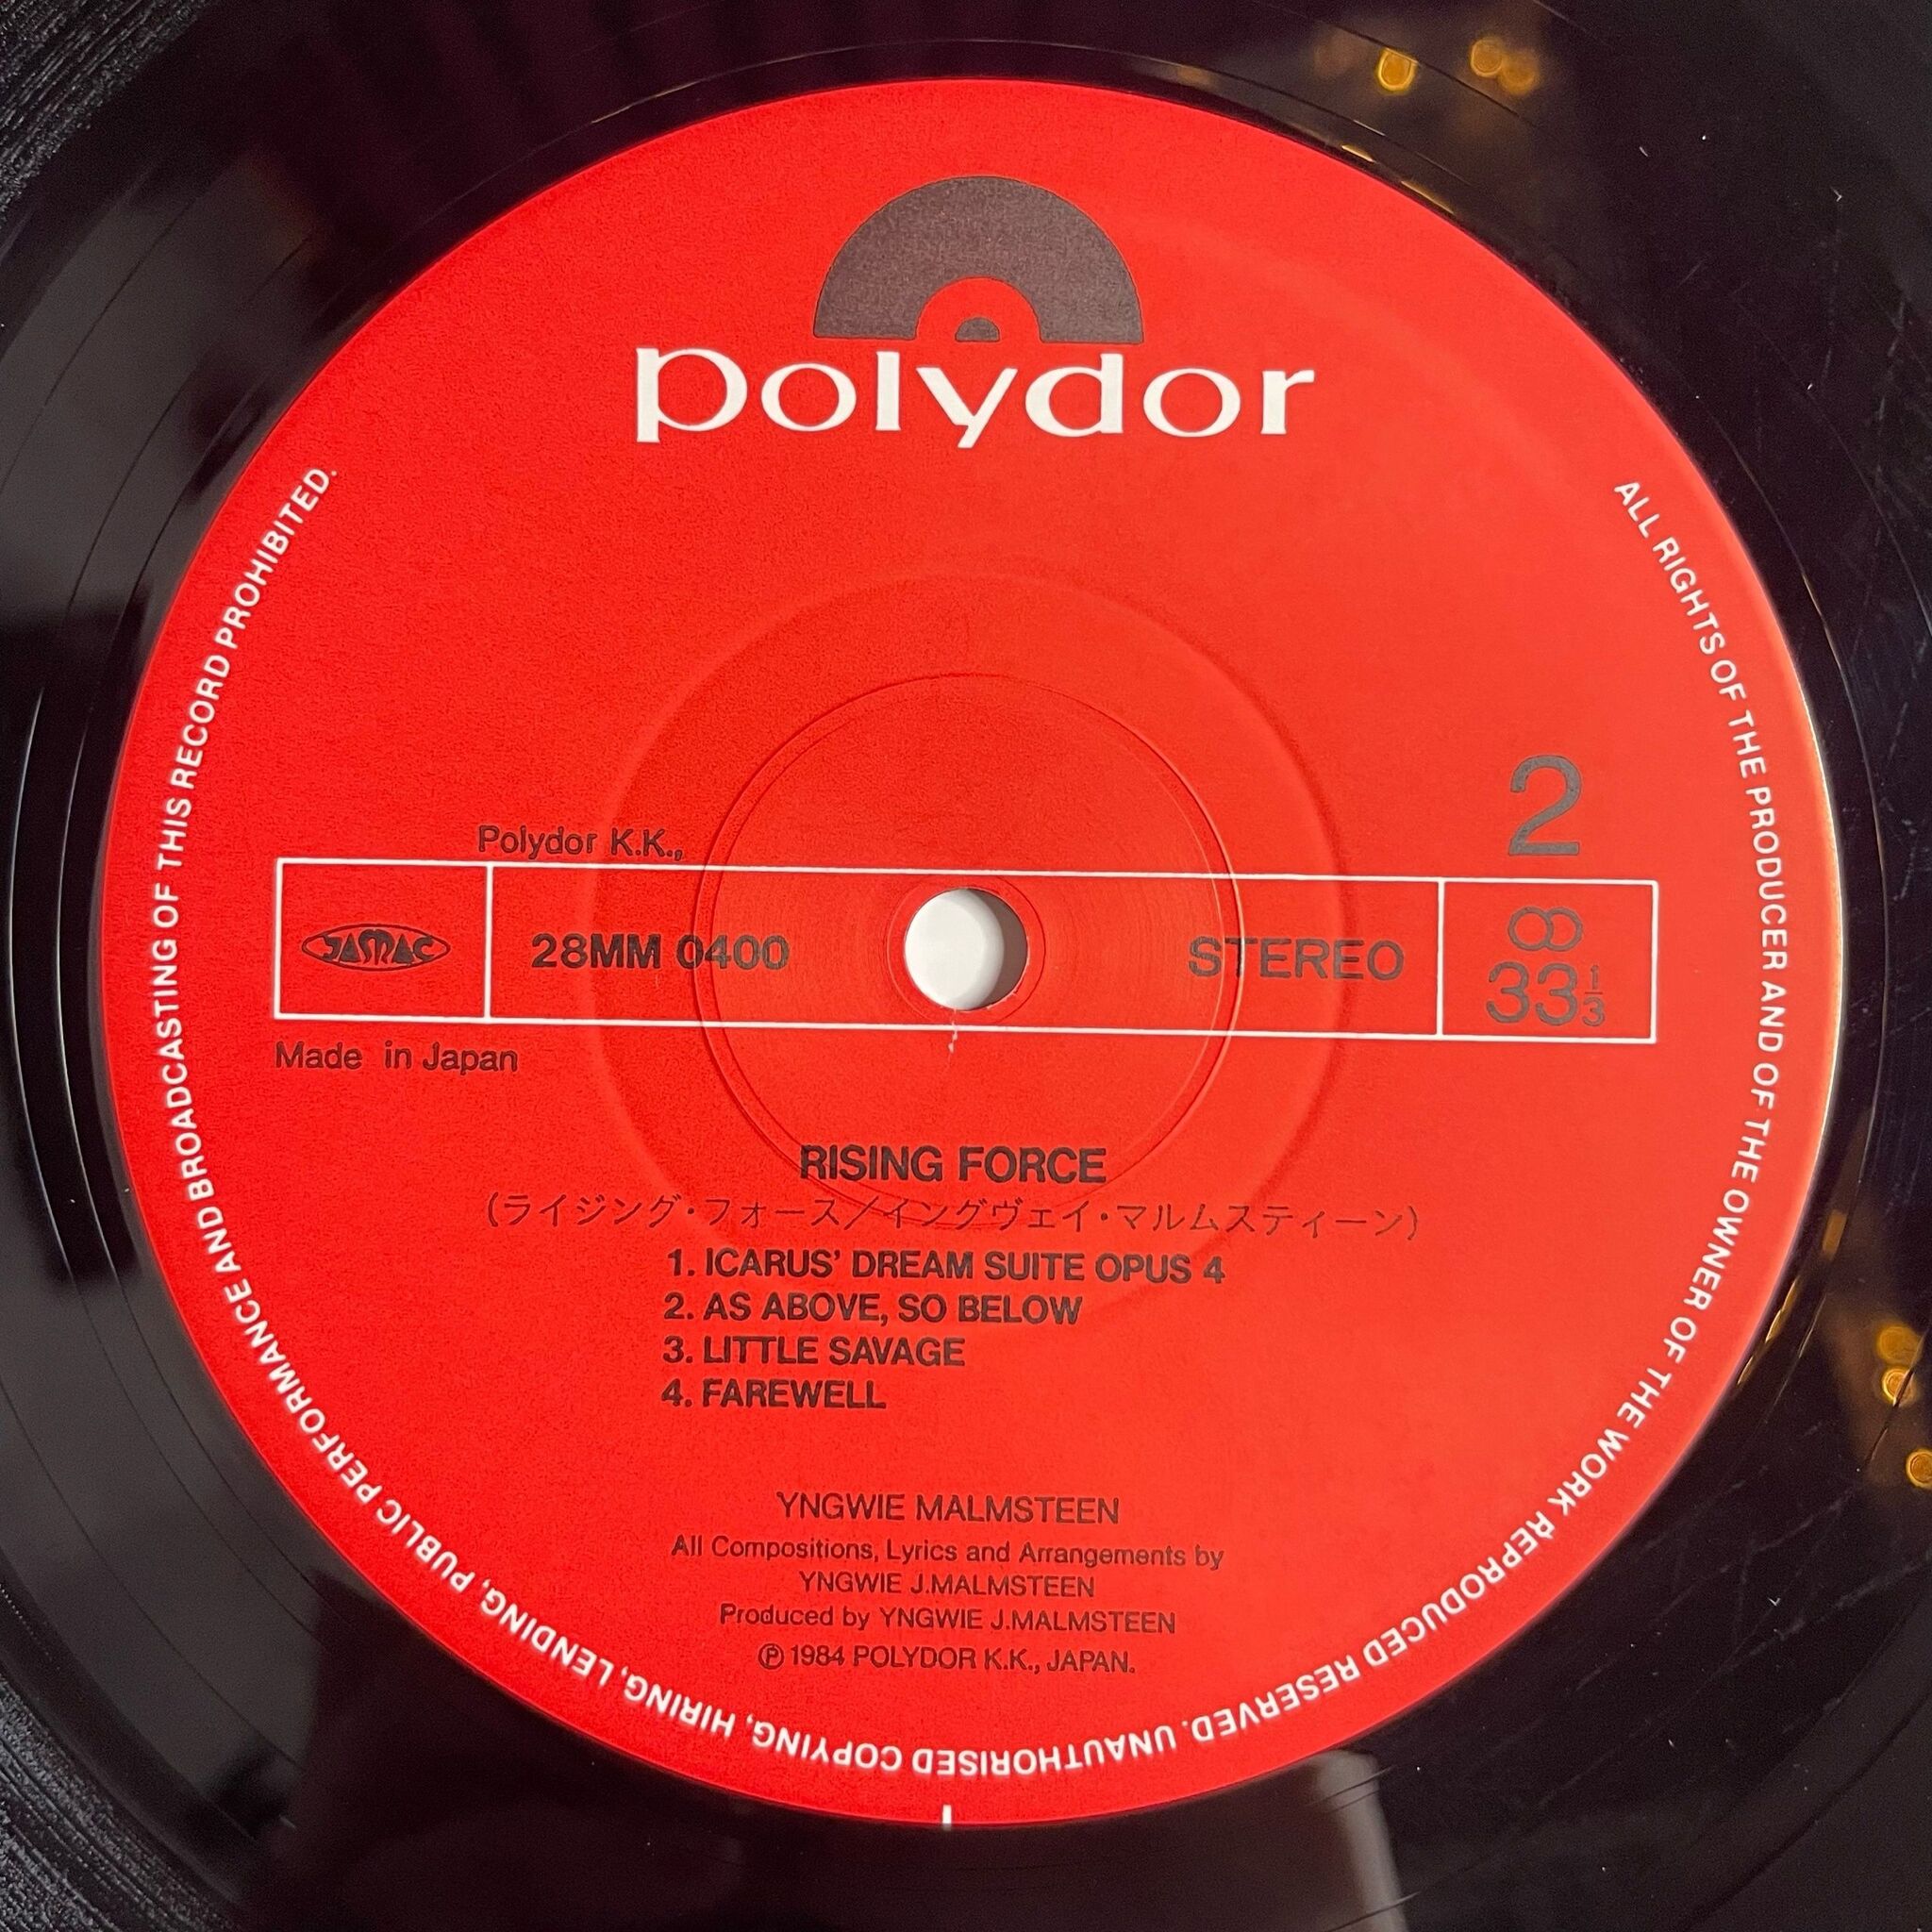 polydor
2
Polydor K.K.,
JASRAC
28MM 0400
STEREO
33 1/3
Made in Japan
RISING FORCE
(ライジング・フォース/イングヴェイ・マルムスティーン)
1. ICARUS' DREAM SUITE OPUS 4
2. AS ABOVE, SO BELOW
3. LITTLE SAVAGE
4. FAREWELL
YNGWIE MALMSTEEN
All Compositions, Lyrics and Arrangements by
YNGWIE J.MALMSTEEN
Produced by YNGWIE J.MALMSTEEN
℗ 1984 POLYDOR K.K., JAPAN.
ALL RIGHTS OF THE PRODUCER AND OF THE OWNER OF THE WORK REPRODUCED RESERVED. UNAUTHORISED COPYING, HIRING, LENDING, PUBLIC PERFORMANCE AND BROADCASTING OF THIS RECORD PROHIBITED.